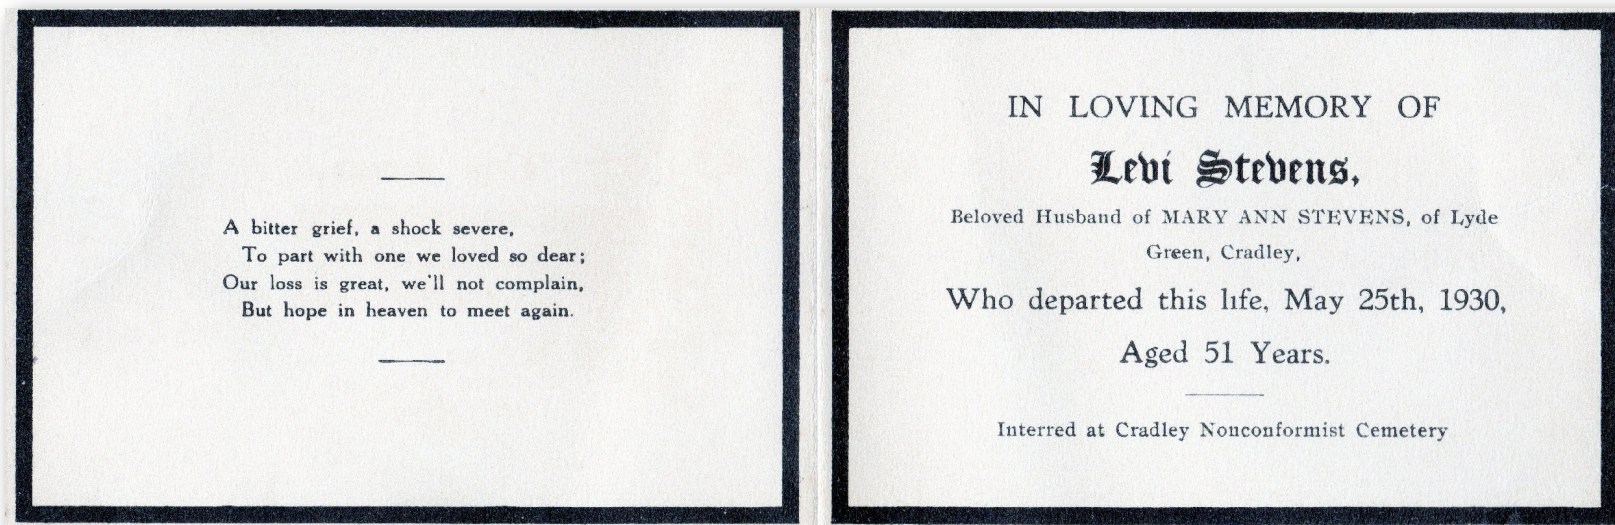 A bitter grief, a shock severe,
To part with one we loved so dear;
Our loss is great, we'll not complain,
But hope in heaven to meet again.
IN LOVING MEMORY OF
Levi Stevens,
Beloved Husband of MARY ANN STEVENS, of Lyde
Green, Cradley,
Who departed this life, May 25th, 1930,
Aged 51 Years.
Interred at Cradley Nonconformist Cemetery